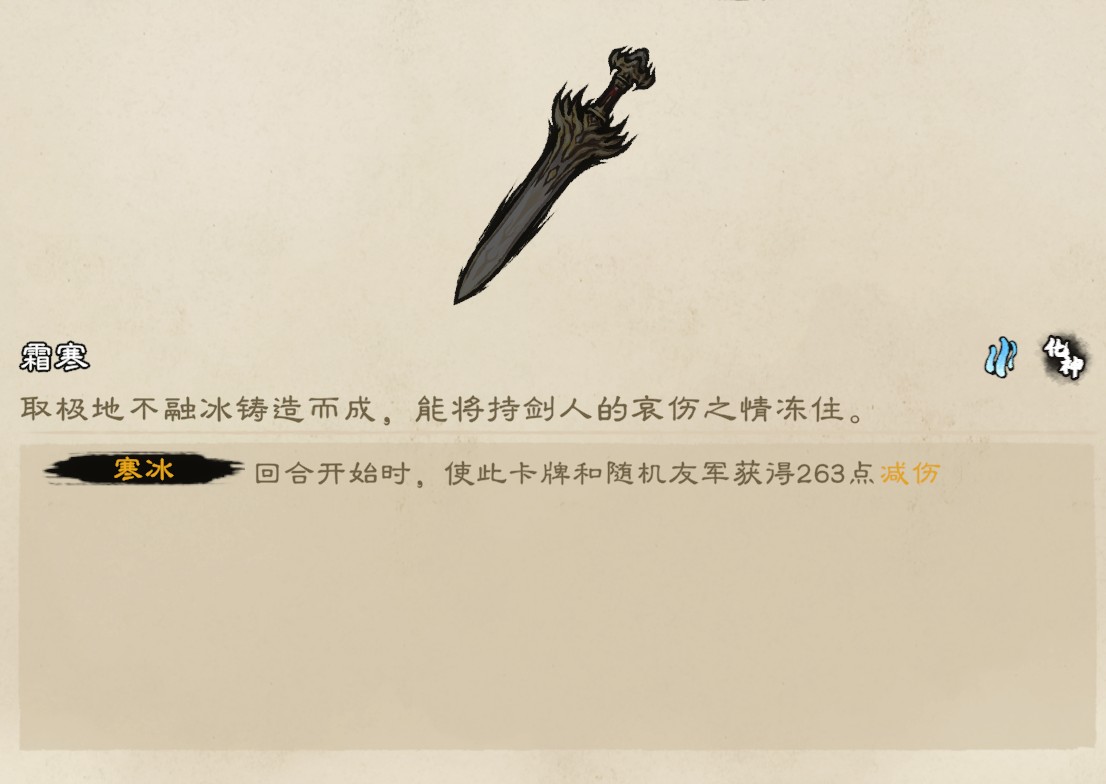 霜寒
化神
取极地不融冰铸造而成，能将持剑人的哀伤之情冻住。
寒冰 回合开始时，使此卡牌和随机友军获得263点减伤